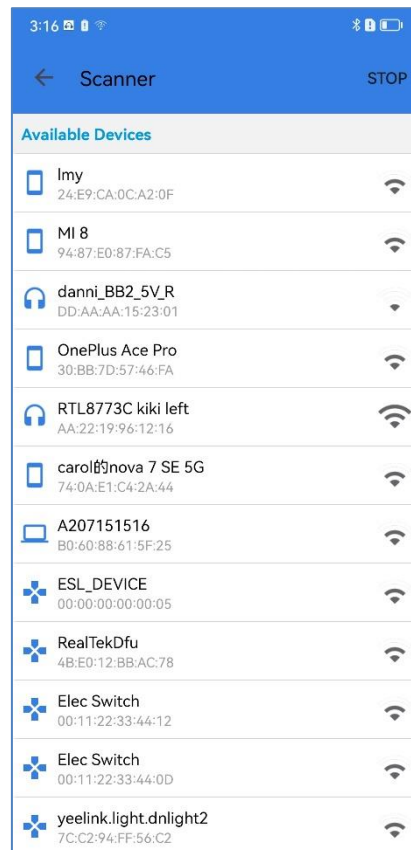 3:16
Scanner
STOP
Available Devices
lmy
24:E9:CA:0C:A2:0F
MI 8
94:87:E0:87:FA:C5
danni_BB2_5V_R
DD:AA:AA:15:23:01
OnePlus Ace Pro
30:BB:7D:57:46:FA
RTL8773C kiki left
AA:22:19:96:12:16
carol的nova 7 SE 5G
74:0A:E1:C4:2A:44
A207151516
B0:60:88:61:5F:25
ESL_DEVICE
00:00:00:00:00:05
RealTekDfu
4B:E0:12:BB:AC:78
Elec Switch
00:11:22:33:44:12
Elec Switch
00:11:22:33:44:0D
yeelink.light.dnlight2
7C:C2:94:FF:56:C2